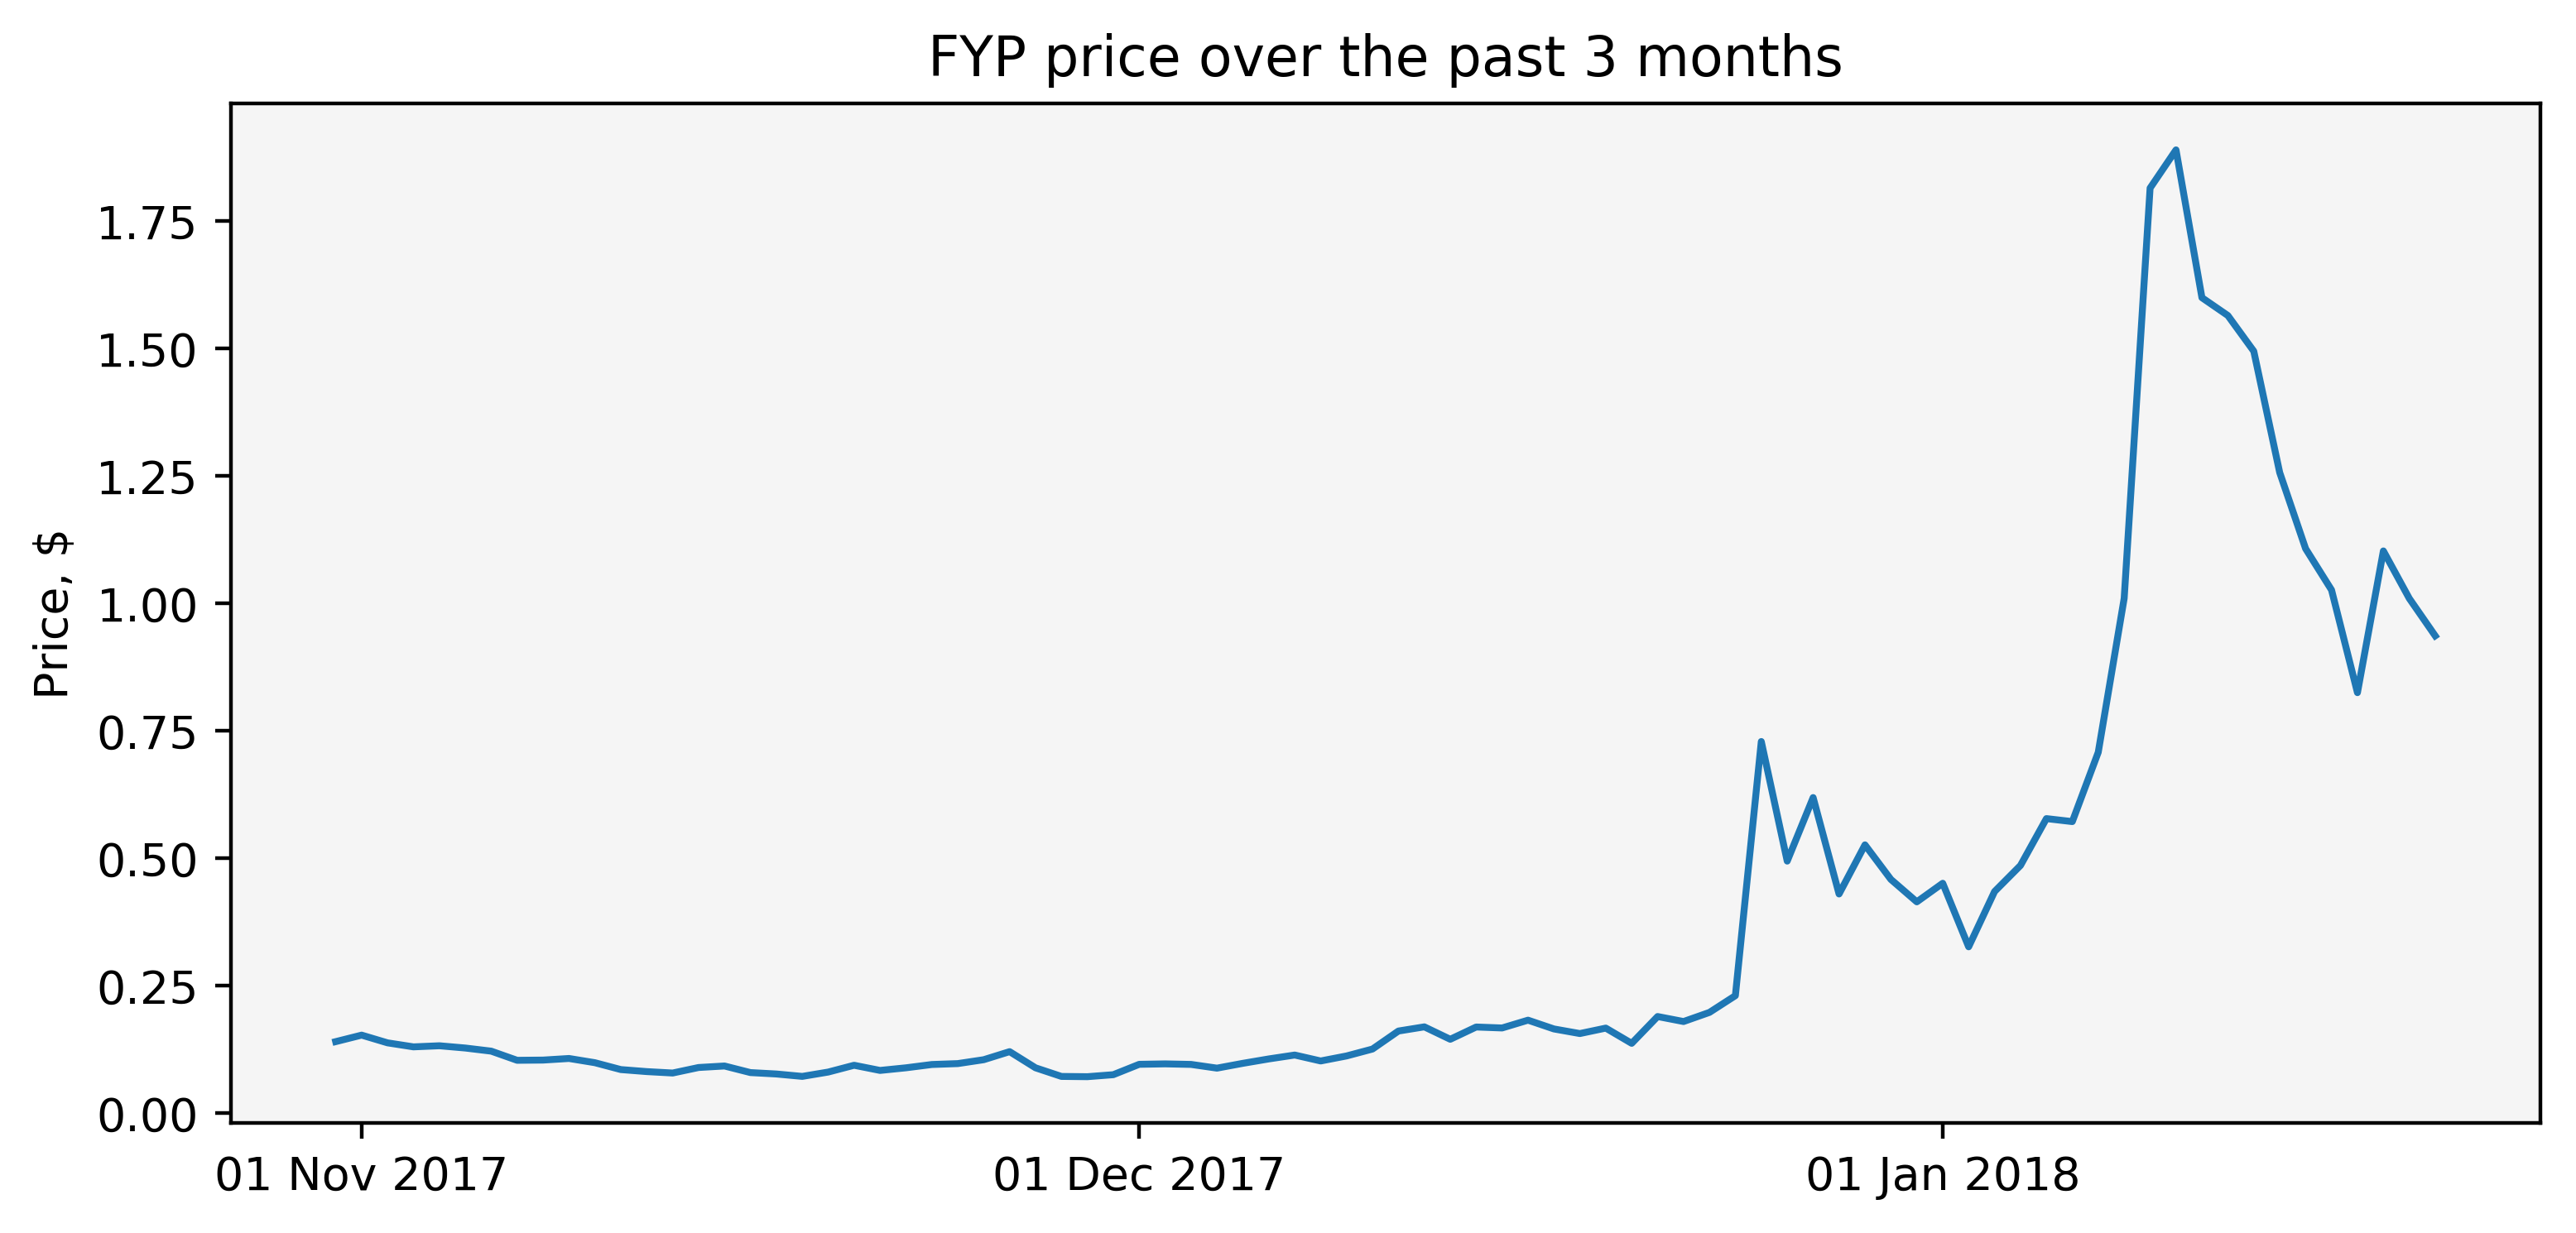 FYP price over the past 3 months
Price, $
1.75
1.50
1.25
1.00
0.75
0.50
0.25
0.00
01 Nov 2017
01 Dec 2017
01 Jan 2018